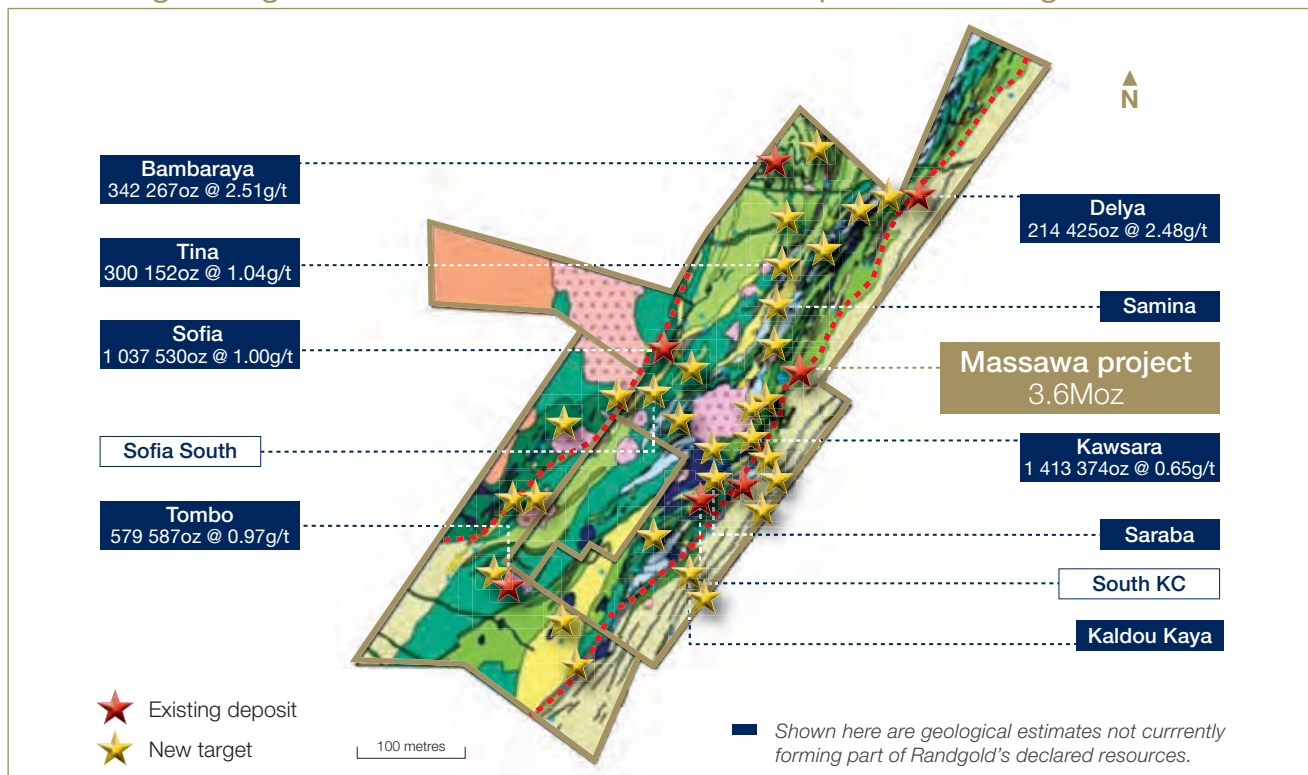 N
Bambaraya
342 267oz @ 2.51g/t
Tina
300 152oz @ 1.04g/t
Sofia
1 037 530oz @ 1.00g/t
Sofia South
Tombo
579 587oz @ 0.97g/t
Delya
214 425oz @ 2.48g/t
Samina
Massawa project
3.6Moz
Kawsara
1 413 374oz @ 0.65g/t
Saraba
South KC
Kaldou Kaya
Existing deposit
New target
100 metres
Shown here are geological estimates not currrently
forming part of Randgold's declared resources.